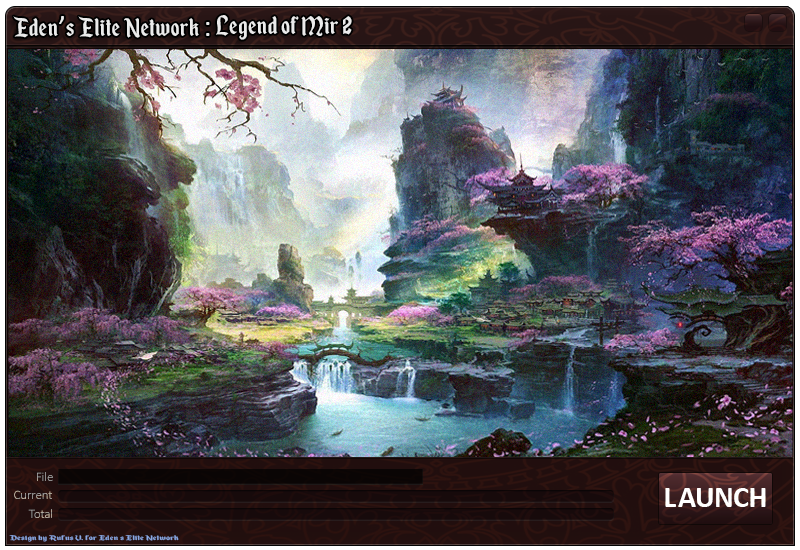 Eden's Elite Network : Legend of Mir 2
File
Current
Total
LAUNCH
Design by Rufus U. for Eden's Elite Network